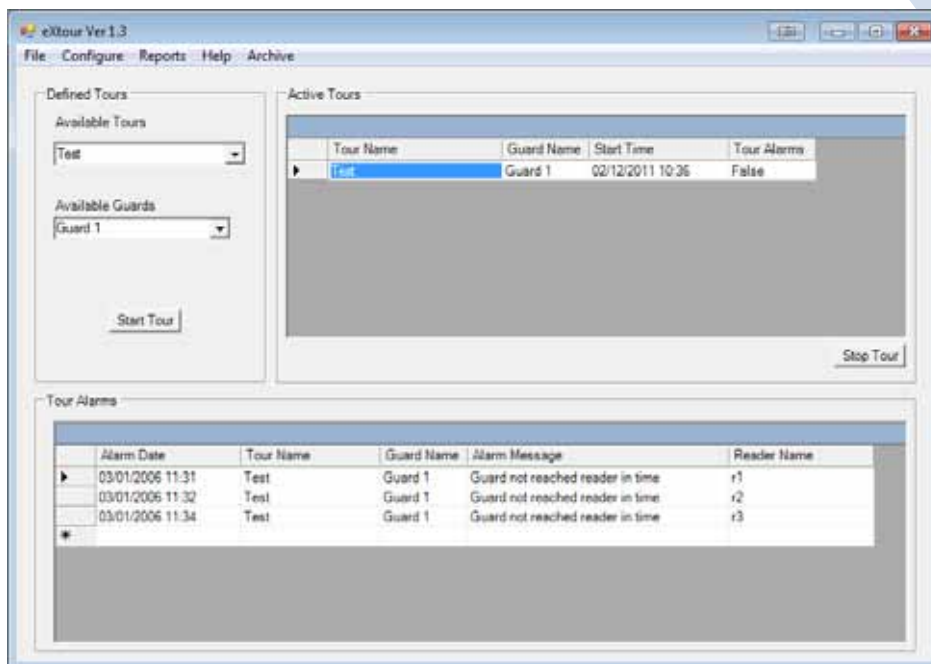 eXtour Ver1.3
File Configure Reports Help Archive
Defined Tours
Available Tours
Test
Available Guards
Guard 1
Start Tour
Active Tours
Tour Name Guard Name Start Time Tour Alarms
Test Guard 1 02/12/2011 10:36 False
Stop Tour
Tour Alarms
Alarm Date Tour Name Guard Name Alarm Message Reader Name
03/01/2006 11:31 Test Guard 1 Guard not reached reader in time r1
03/01/2006 11:32 Test Guard 1 Guard not reached reader in time r2
03/01/2006 11:34 Test Guard 1 Guard not reached reader in time r3